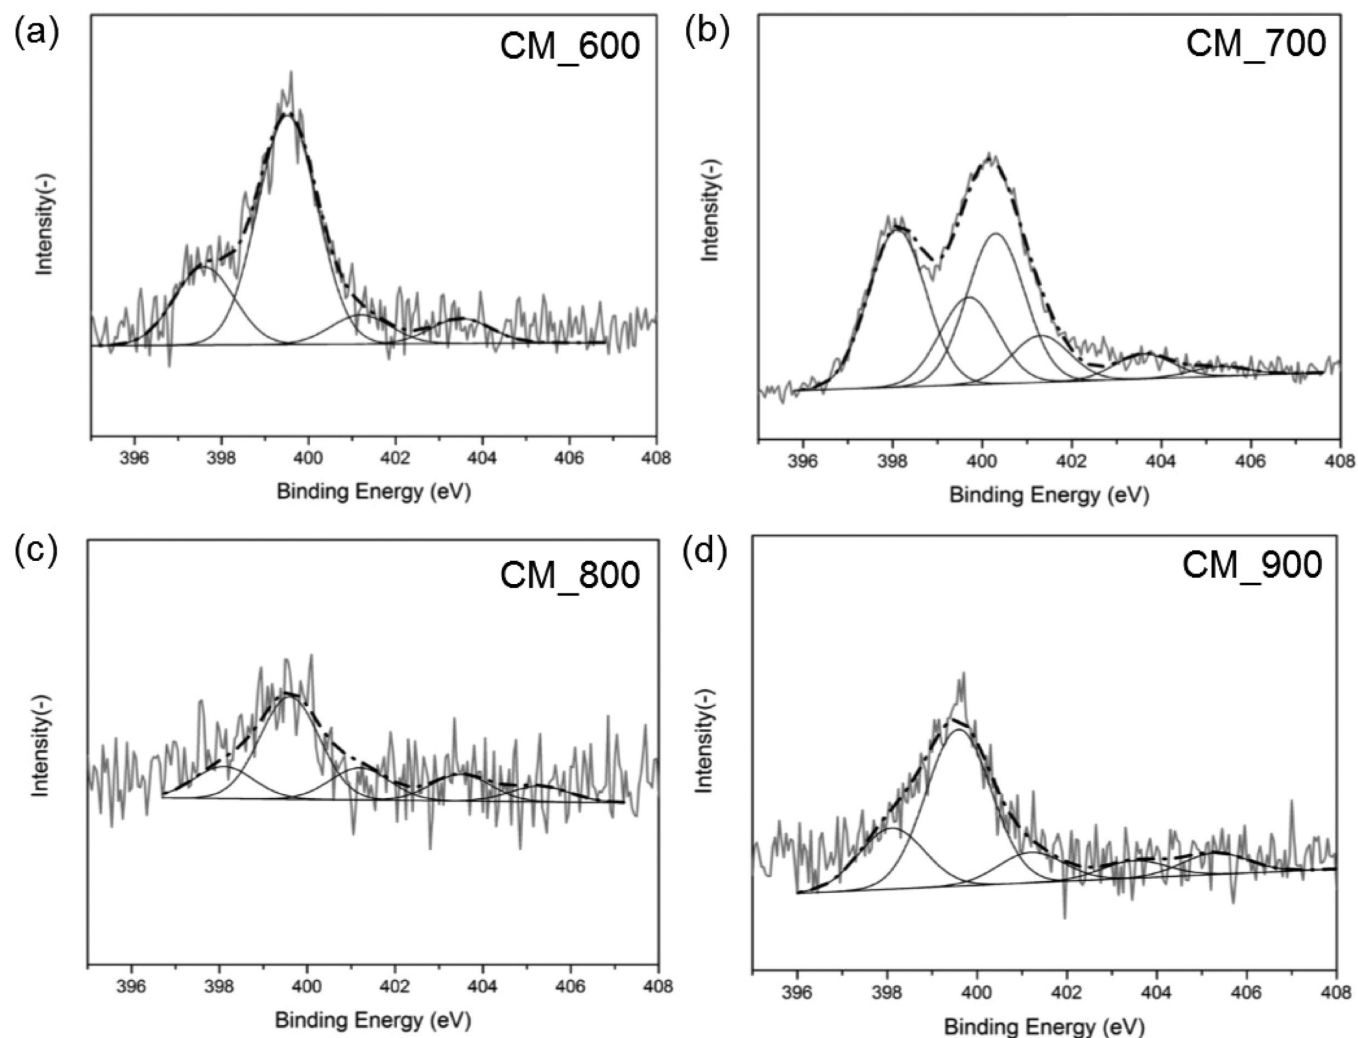 (a)
CM_600
Intensity(-)
396 398 400 402 404 406 408
Binding Energy (eV)
(b)
CM_700
Intensity(-)
396 398 400 402 404 406 408
Binding Energy (eV)
(c)
CM_800
Intensity(-)
396 398 400 402 404 406 408
Binding Energy (eV)
(d)
CM_900
Intensity(-)
396 398 400 402 404 406 408
Binding Energy (eV)